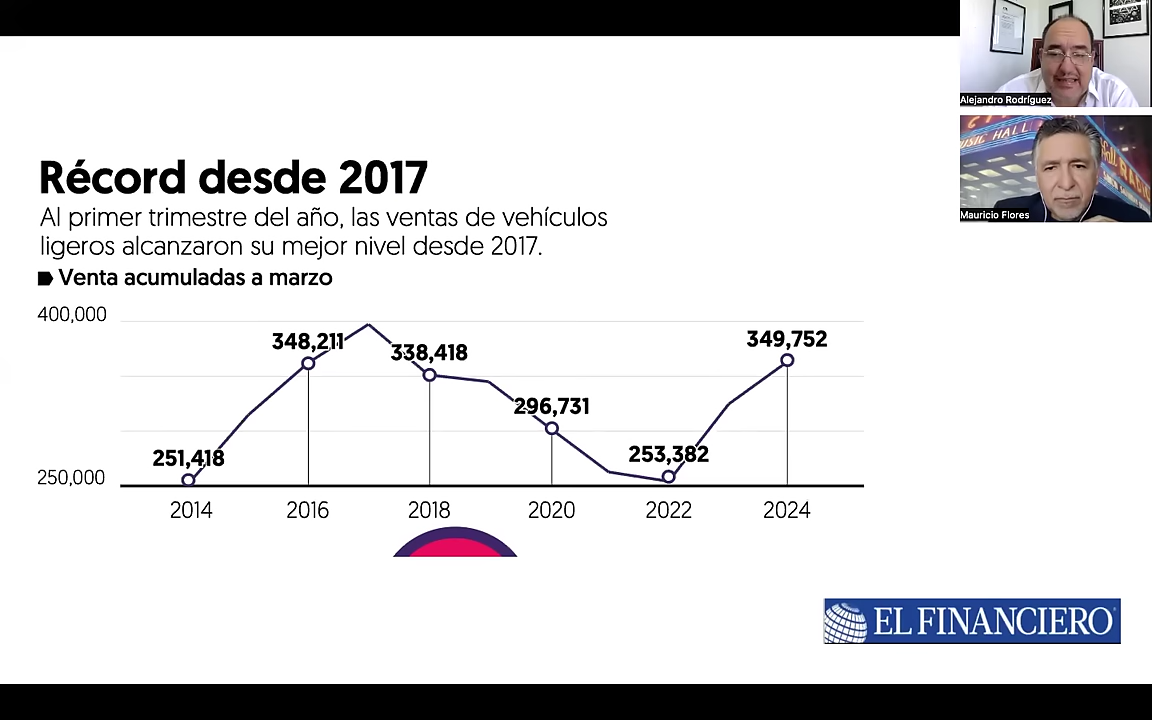 Alejandro Rodríguez
MUSIC HALL
Mauricio Flores
Récord desde 2017
Al primer trimestre del año, las ventas de vehículos
ligeros alcanzaron su mejor nivel desde 2017.
Venta acumuladas a marzo
400,000
348,211
338,418
349,752
296,731
251,418
253,382
250,000
2014 2016 2018 2020 2022 2024
EL FINANCIERO